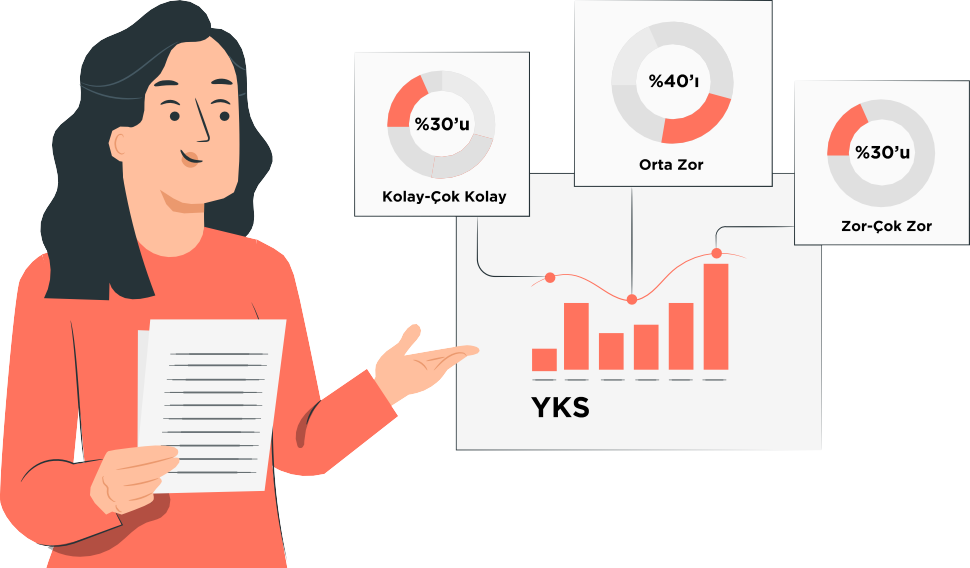 %30’u
Kolay-Çok Kolay
%40’ı
Orta Zor
%30’u
Zor-Çok Zor
YKS